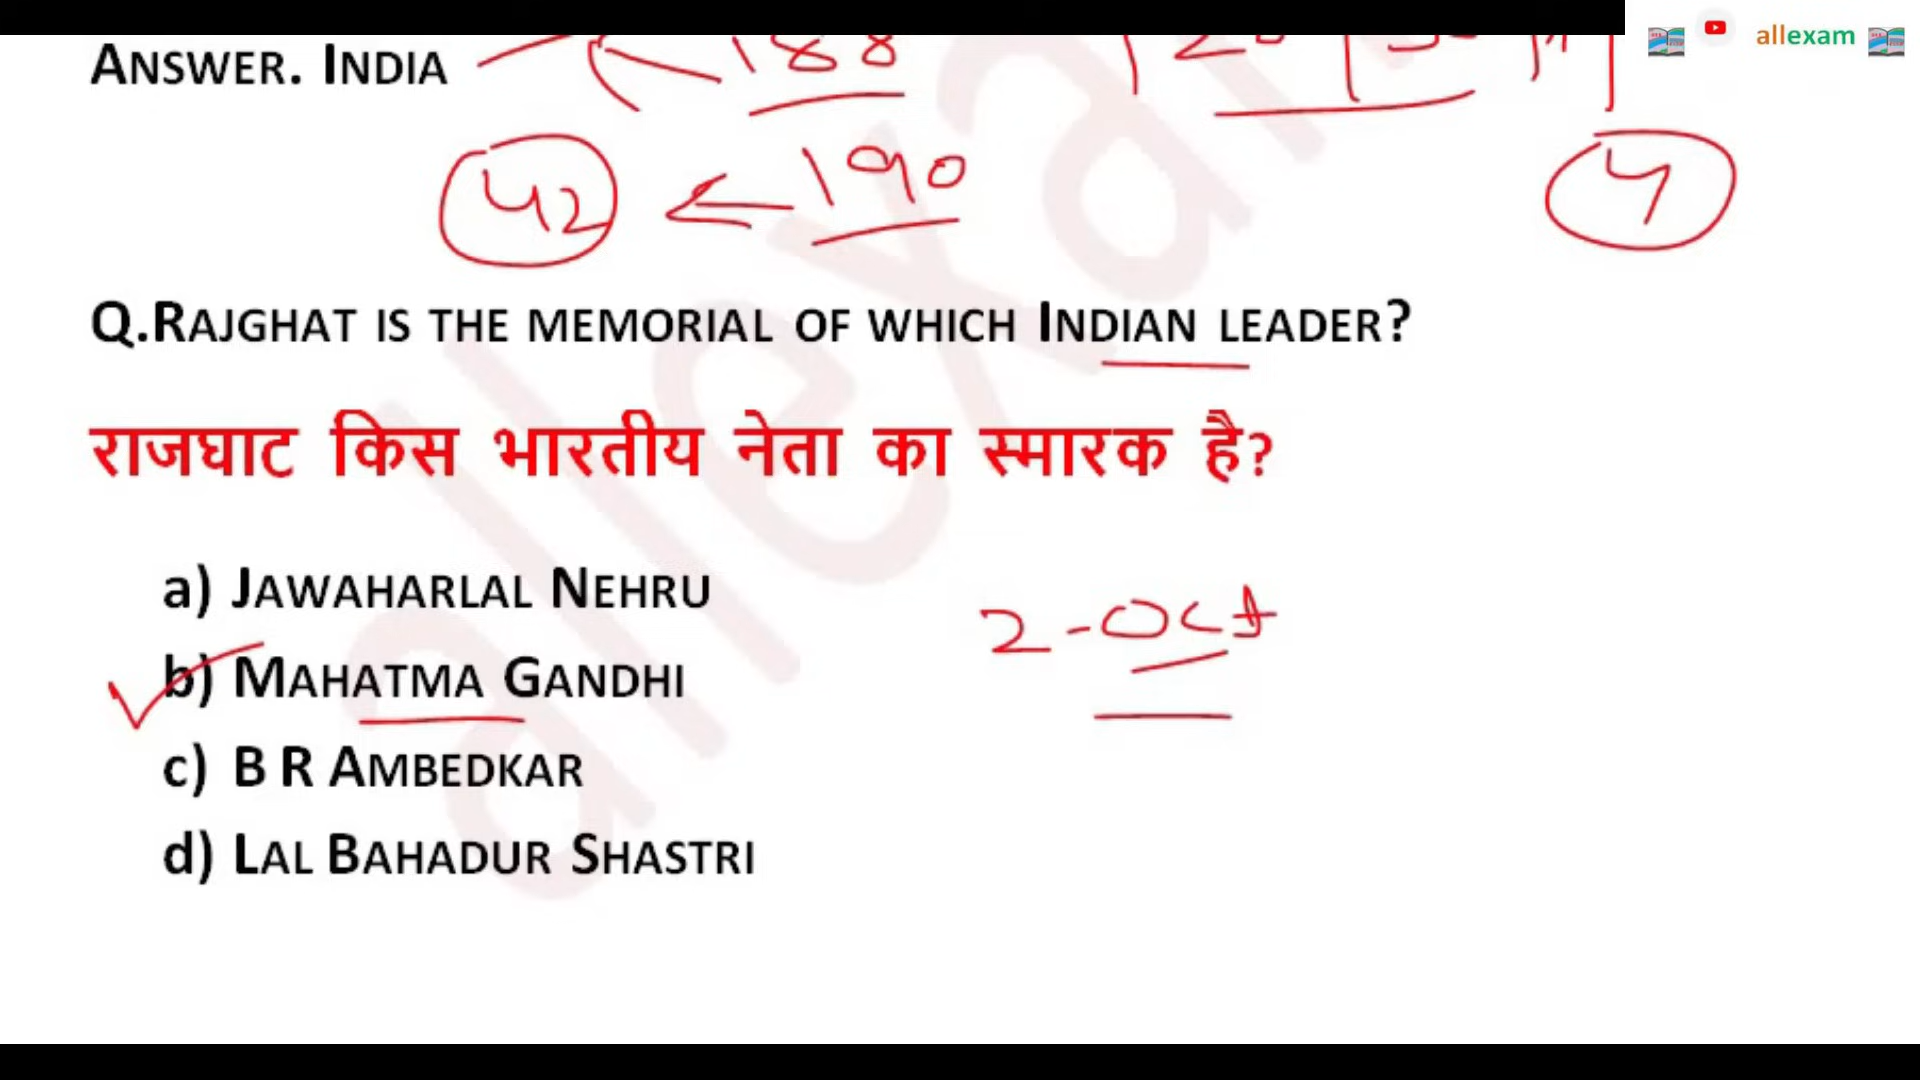 allexam
ANSWER. INDIA
188
42 ← 190
Q.RAJGHAT IS THE MEMORIAL OF WHICH INDIAN LEADER?
राजघाट किस भारतीय नेता का स्मारक है?
a) JAWAHARLAL NEHRU
2-Oct
b) MAHATMA GANDHI
c) B R AMBEDKAR
d) LAL BAHADUR SHASTRI
allexam